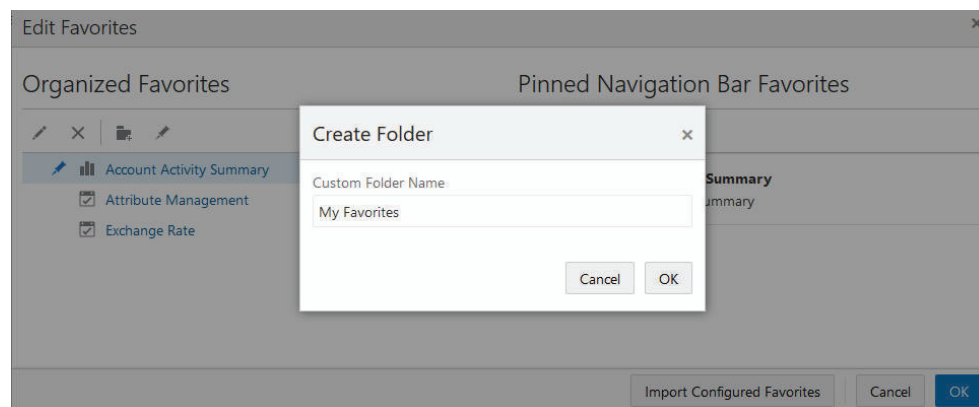 Edit Favorites
Organized Favorites
Pinned Navigation Bar Favorites
Create Folder
Custom Folder Name
My Favorites
Cancel
OK
Account Activity Summary
Attribute Management
Exchange Rate
Summary
Import Configured Favorites
Cancel
OK